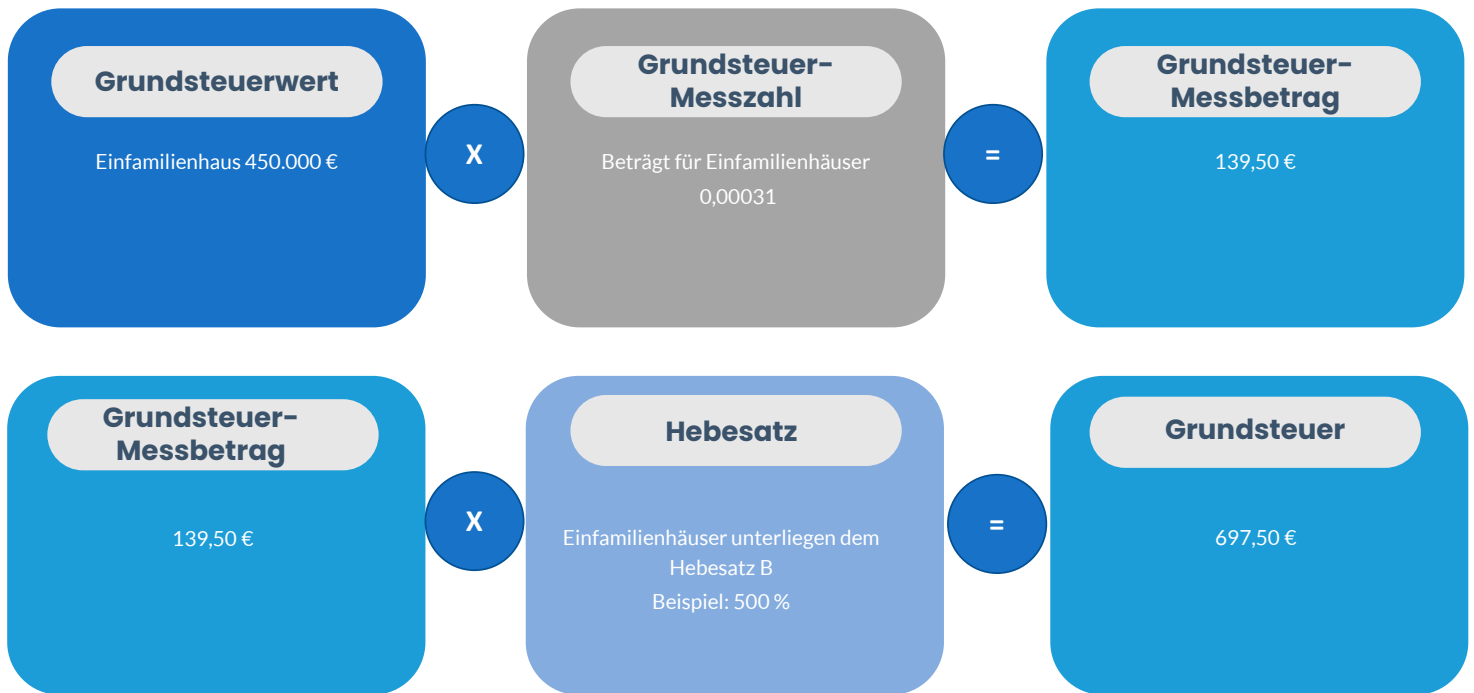 Grundsteuerwert
Einfamilienhaus 450.000 €
X
Grundsteuer-
Messzahl
Beträgt für Einfamilienhäuser
0,00031
=
Grundsteuer-
Messbetrag
139,50 €
Grundsteuer-
Messbetrag
139,50 €
X
Hebesatz
Einfamilienhäuser unterliegen dem
Hebesatz B
Beispiel: 500 %
=
Grundsteuer
697,50 €